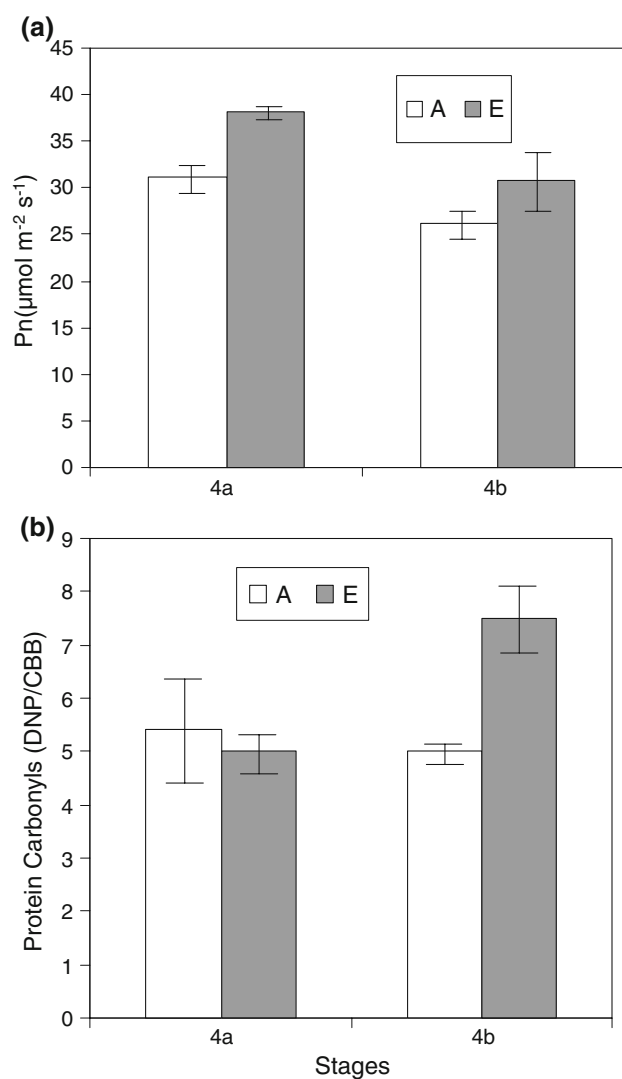 (a)
45
40
35
30
25
20
15
10
5
0
Pn(µmol m⁻² s⁻¹)
A E
4a 4b
(b)
9
8
7
6
5
4
3
2
1
0
Protein Carbonyls (DNP/CBB)
A E
4a 4b
Stages